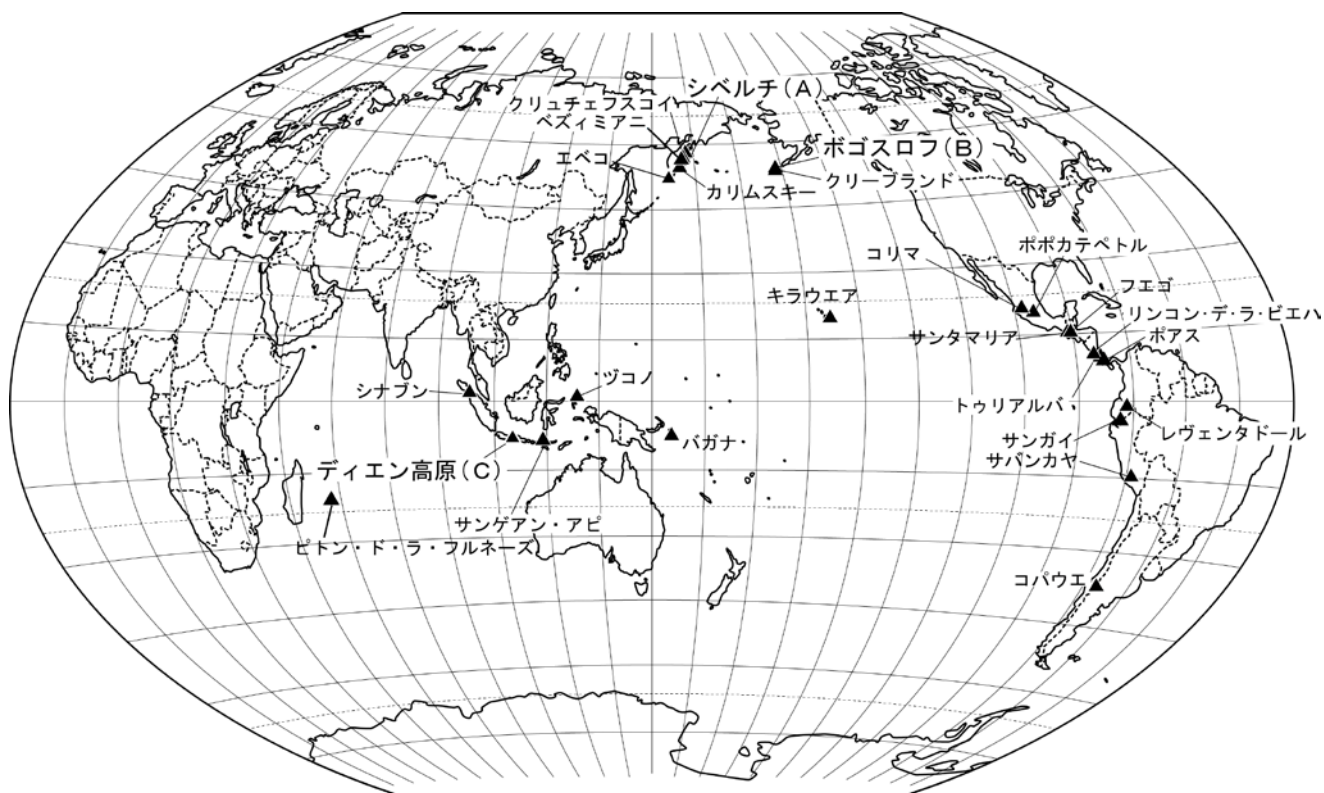 シベルチ(A)
クリュチェフスコイ
ベズィミアニ
ボゴスロフ(B)
エベコ
クリーブランド
カリムスキー
ポポカテペトル
コリマ
フエゴ
キラウエア
リンコン・デ・ラ・ビエハ
サンタマリア
ポアス
ヅコノ
シナブン
トゥリアルバ
バガナ
サンガイ
レヴェンタドール
サバンカヤ
ディエン高原(C)
サンゲアン・アピ
ピトン・ド・ラ・フルネーズ
コパウエ